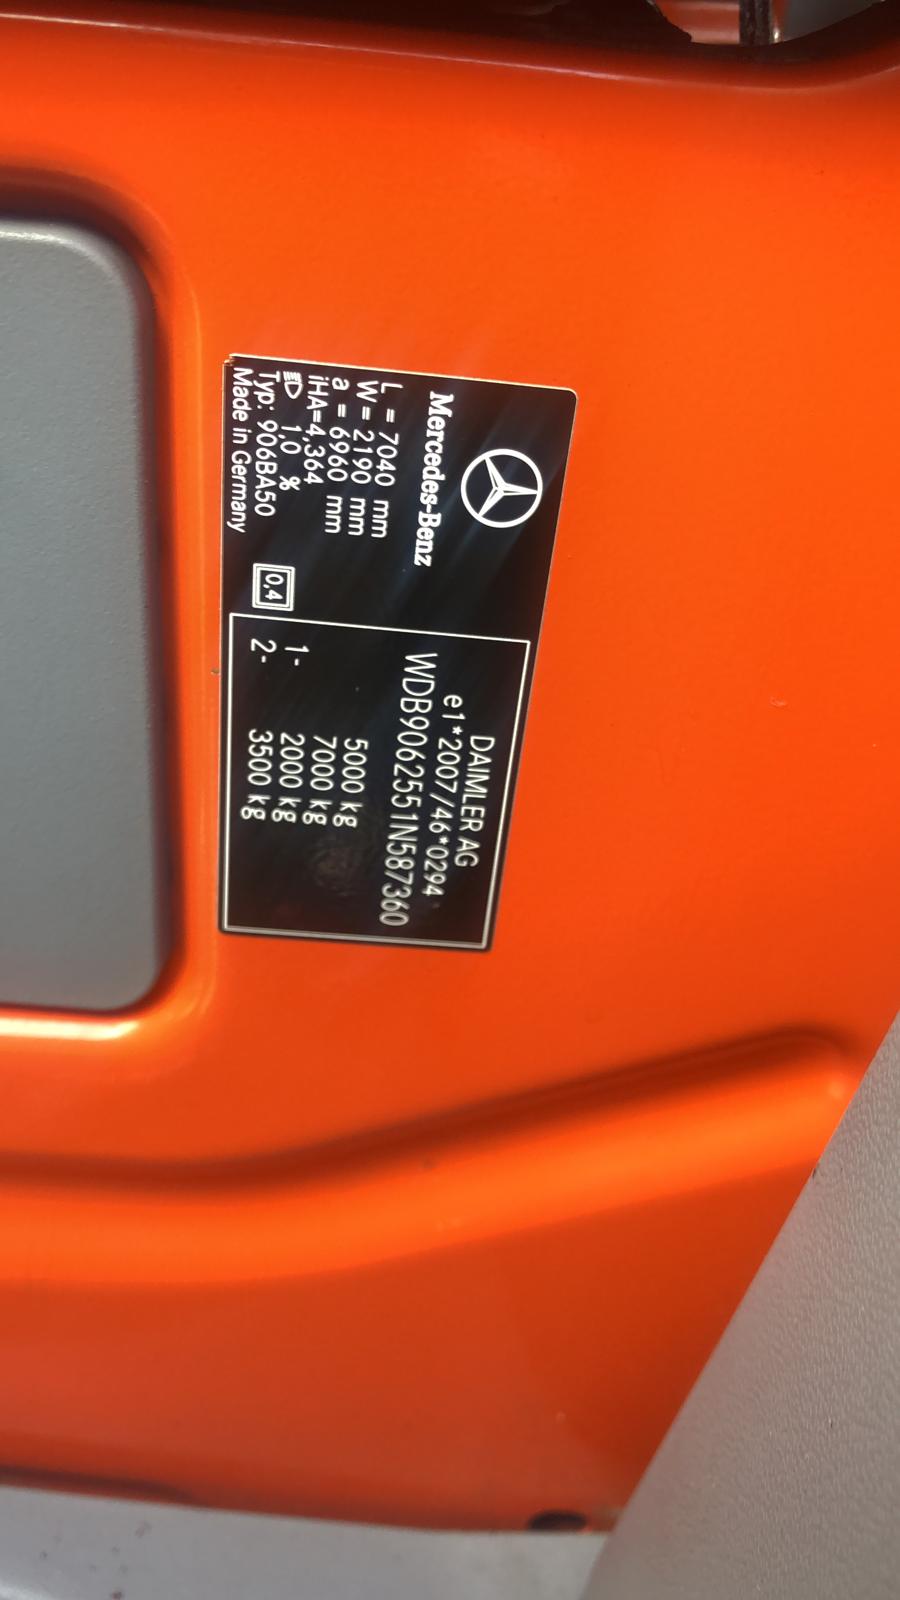 Mercedes-Benz
L = 7040 mm
W = 2190 mm
a = 6960 mm
iHA=4,364
1,0 %
Typ: 906BA50
Made in Germany
0,4
DAIMLER AG
e1*2007/46*0294
WDB9062551N587360
5000 kg
7000 kg
1- 2000 kg
2- 3500 kg